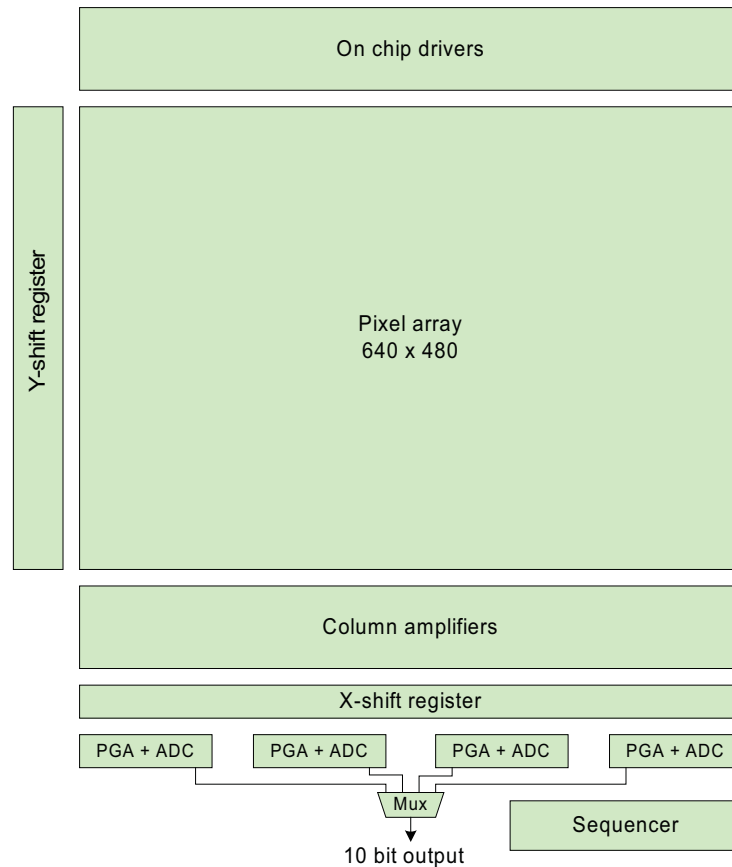 On chip drivers
Y-shift register
Pixel array
640 x 480
Column amplifiers
X-shift register
PGA + ADC
PGA + ADC
PGA + ADC
PGA + ADC
Mux
Sequencer
10 bit output